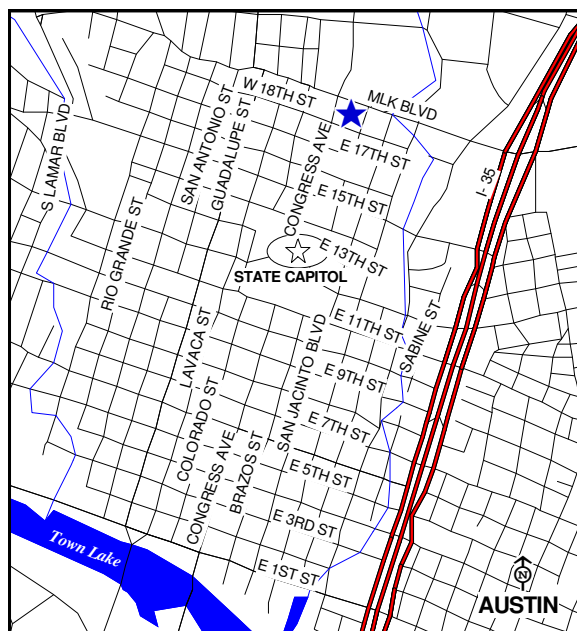 W 18TH ST
MLK BLVD
S LAMAR BLVD
SAN ANTONIO ST
GUADALUPE ST
CONGRESS AVE
E 17TH ST
E 15TH ST
I- 35
RIO GRANDE ST
E 13TH ST
STATE CAPITOL
LAVACA ST
SAN JACINTO BLVD
E 11TH ST
SABINE ST
E 9TH ST
COLORADO ST
E 7TH ST
CONGRESS AVE
BRAZOS ST
E 5TH ST
E 3RD ST
Town Lake
E 1ST ST
N
AUSTIN